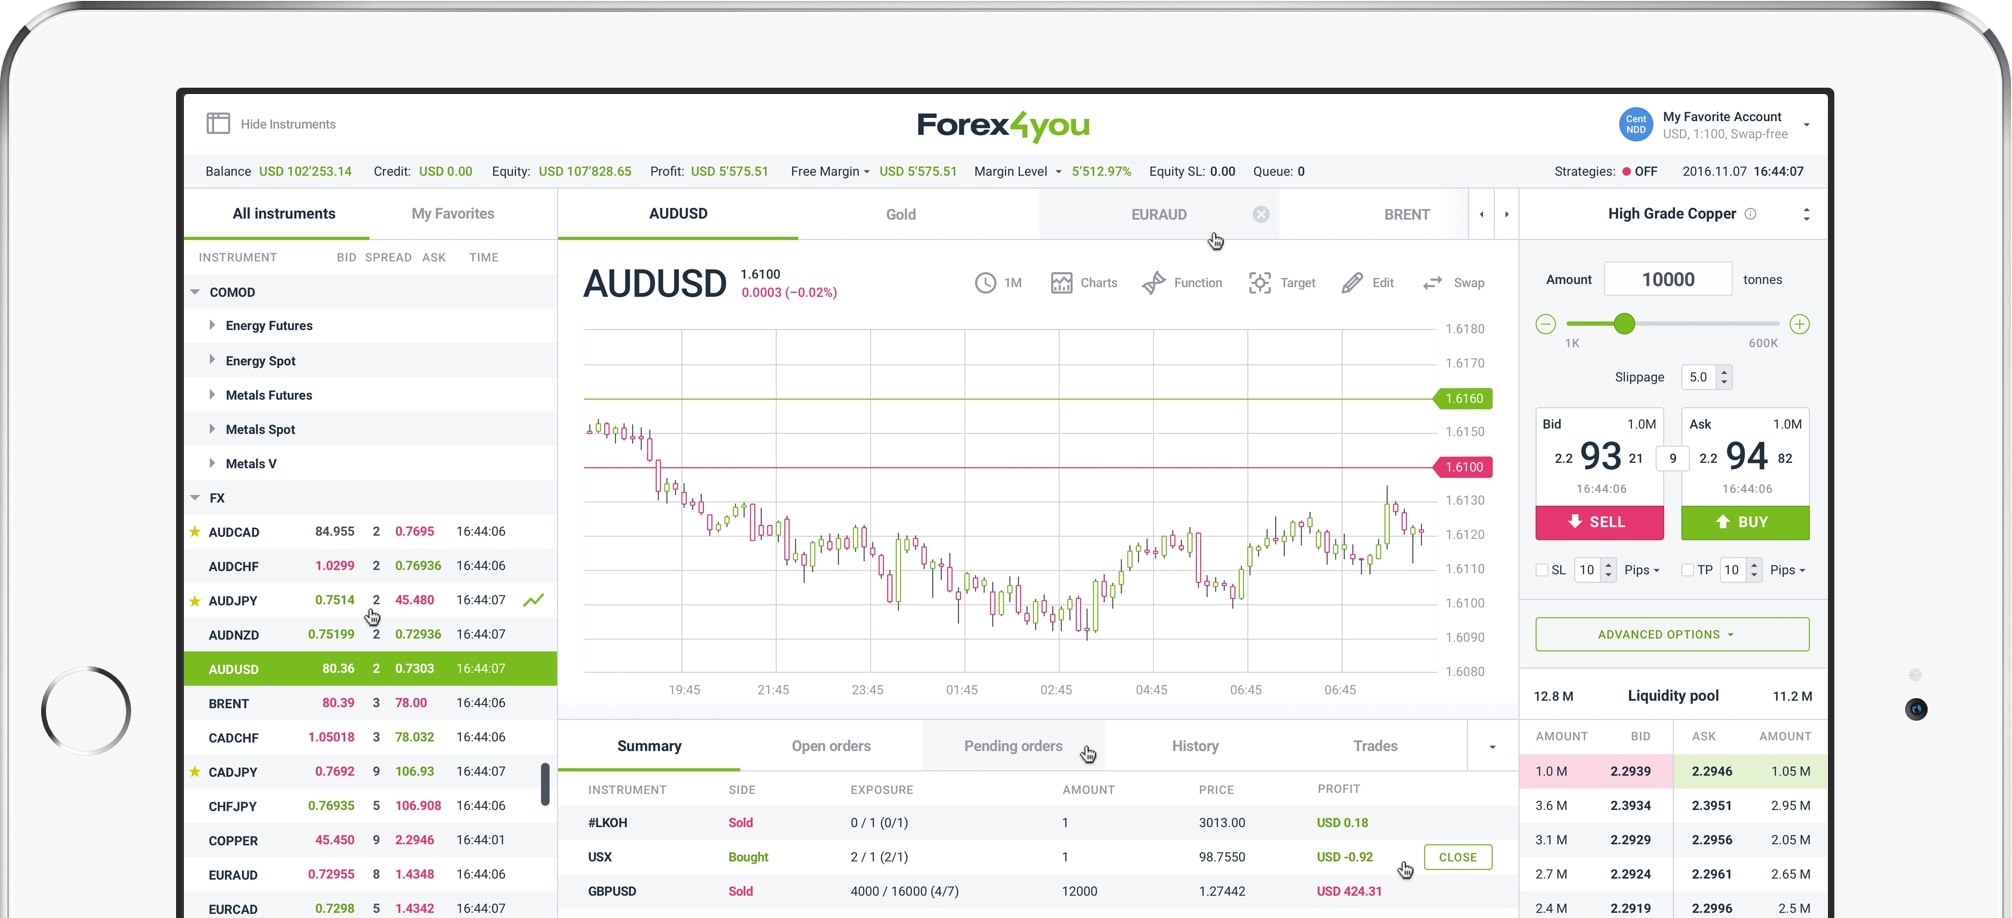 Hide Instruments
Forex4you
Cent NDD
My Favorite Account
USD, 1:100, Swap-free
Balance USD 102'253.14 Credit: USD 0.00 Equity: USD 107'828.65 Profit: USD 5'575.51 Free Margin USD 5'575.51 Margin Level 5'512.97% Equity SL: 0.00 Queue: 0 Strategies: OFF 2016.11.07 16:44:07
All instruments My Favorites
INSTRUMENT BID SPREAD ASK TIME
COMOD
Energy Futures
Energy Spot
Metals Futures
Metals Spot
Metals V
FX
AUDCAD 84.955 2 0.7695 16:44:06
AUDCHF 1.0299 2 0.76936 16:44:06
AUDJPY 0.7514 2 45.480 16:44:07
AUDNZD 0.75199 2 0.72936 16:44:07
AUDUSD 80.36 2 0.7303 16:44:07
BRENT 80.39 3 78.00 16:44:06
CADCHF 1.05018 3 78.032 16:44:06
CADJPY 0.7692 9 106.93 16:44:07
CHFJPY 0.76935 5 106.908 16:44:06
COPPER 45.450 9 2.2946 16:44:01
EURAUD 0.72955 8 1.4348 16:44:06
EURCAD 0.7298 5 1.4342 16:44:07
AUDUSD Gold EURAUD BRENT
AUDUSD 1.6100
0.0003 (−0.02%)
1M Charts Function Target Edit Swap
1.6180
1.6170
1.6160
1.6150
1.6100
1.6130
1.6120
1.6110
1.6100
1.6090
1.6080
19:45 21:45 23:45 01:45 02:45 04:45 06:45 06:45
Summary Open orders Pending orders History Trades
INSTRUMENT SIDE EXPOSURE AMOUNT PRICE PROFIT
#LKOH Sold 0 / 1 (0/1) 1 3013.00 USD 0.18
USX Bought 2 / 1 (2/1) 1 98.7550 USD -0.92 CLOSE
GBPUSD Sold 4000 / 16000 (4/7) 12000 1.27442 USD 424.31
High Grade Copper
Amount 10000 tonnes
1K 600K
Slippage 5.0
Bid 1.0M Ask 1.0M
2.2 93 21 9 2.2 94 82
16:44:06 16:44:06
SELL BUY
SL 10 Pips TP 10 Pips
ADVANCED OPTIONS
12.8 M Liquidity pool 11.2 M
AMOUNT BID ASK AMOUNT
1.0 M 2.2939 2.2946 1.05 M
3.6 M 2.3934 2.3951 2.95 M
3.1 M 2.2929 2.2956 2.05 M
2.7 M 2.2924 2.2961 2.65 M
2.4 M 2.2919 2.2996 2.5 M